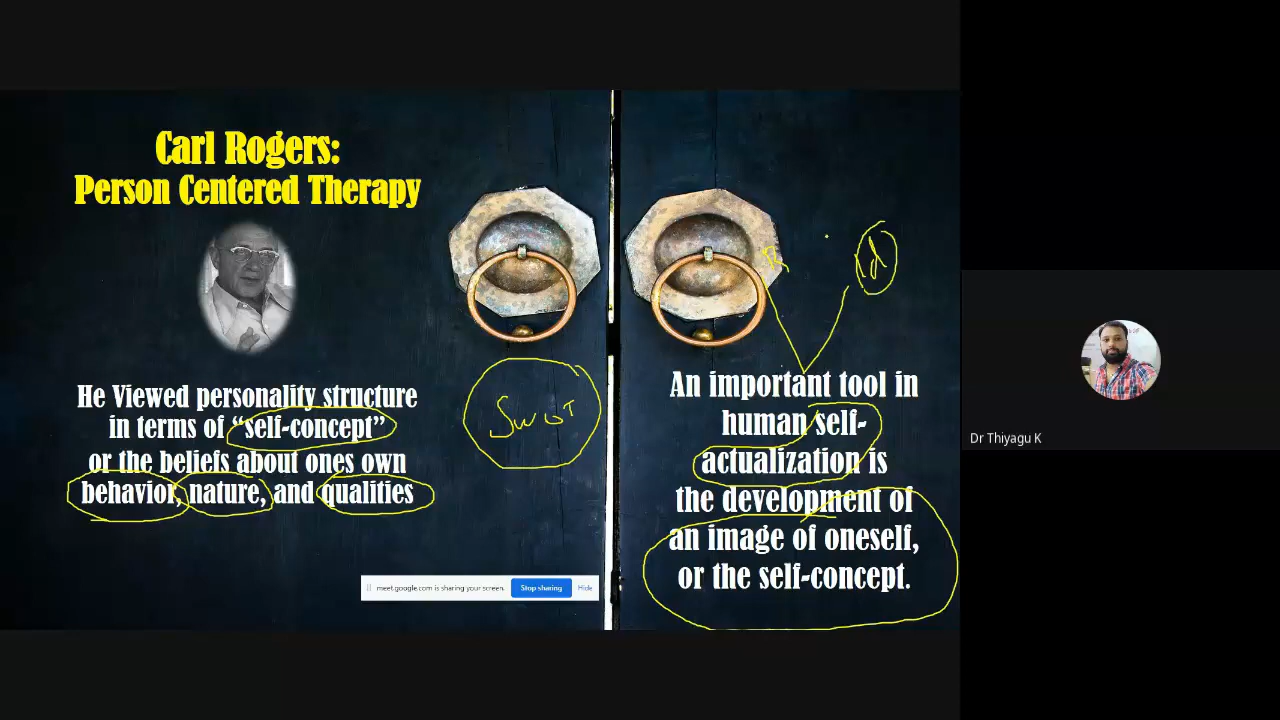 Carl Rogers:
Person Centered Therapy
He Viewed personality structure
in terms of “self-concept”
or the beliefs about ones own
behavior, nature, and qualities
SWOT
meet.google.com is sharing your screen.
Stop sharing
Hide
Id
An important tool in
human self-
actualization is
the development of
an image of oneself,
or the self-concept.
Dr Thiyagu K